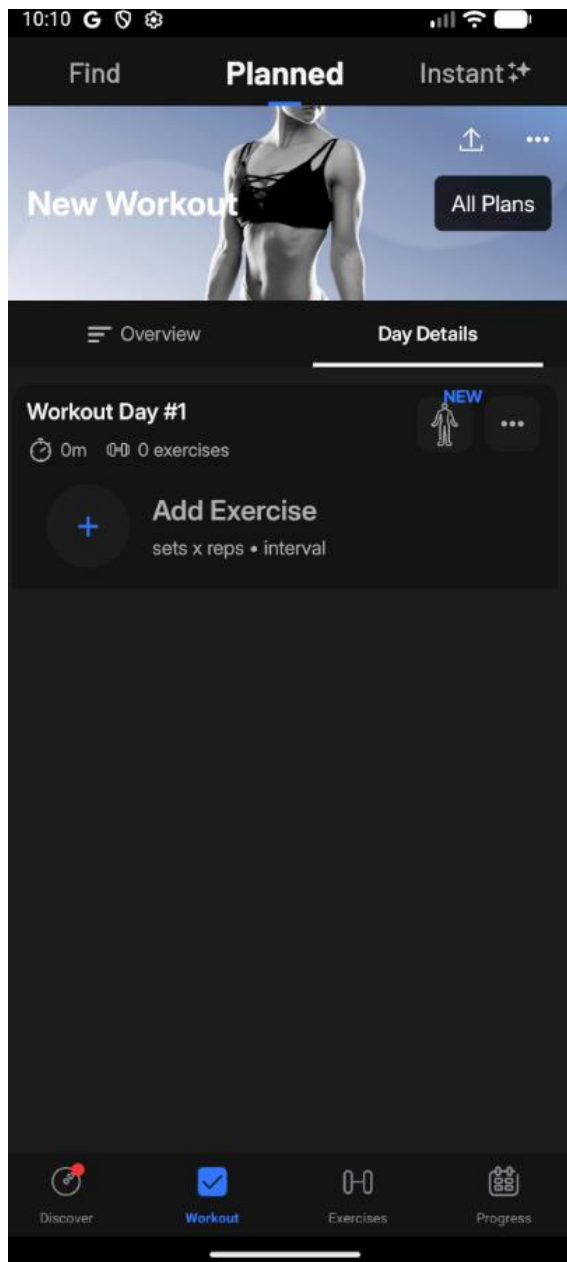 10:10 G
Find Planned Instant
New Workout
All Plans
Overview Day Details
NEW
Workout Day #1
0m 0 exercises
Add Exercise
sets x reps • interval
Discover Workout Exercises Progress